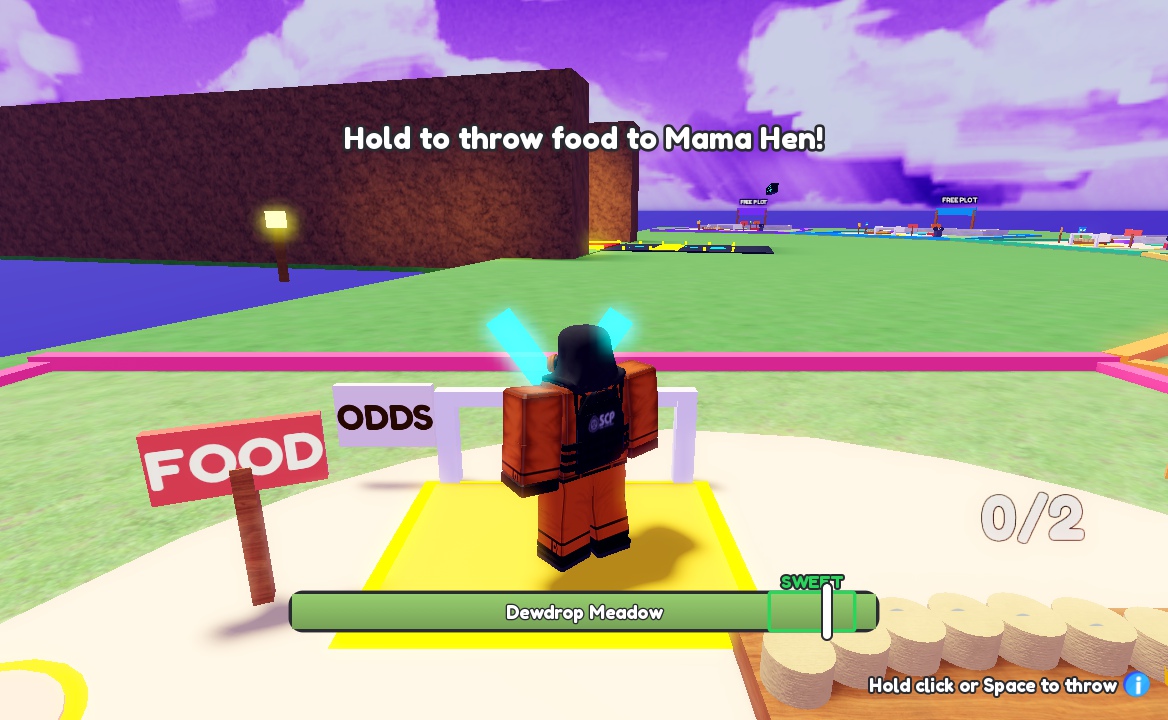 Hold to throw food to Mama Hen!
FREE PLOT
FREE PLOT
ODDS
FOOD
SCP
0/2
SWEET
Dewdrop Meadow
Hold click or Space to throw
i